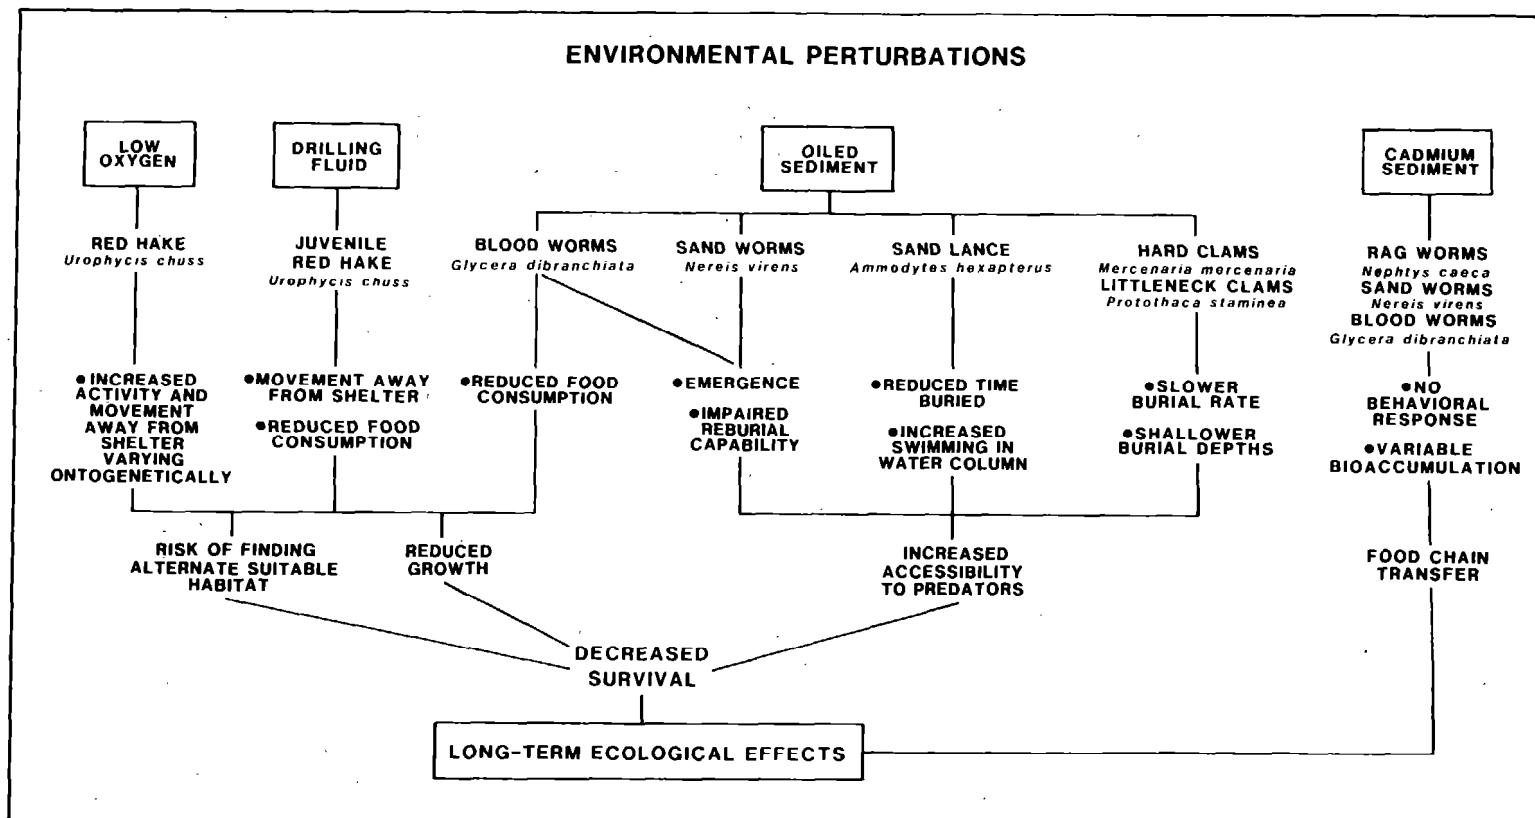 ENVIRONMENTAL PERTURBATIONS
LOW
OXYGEN
DRILLING
FLUID
OILED
SEDIMENT
CADMIUM
SEDIMENT
RED HAKE
Urophycis chuss
JUVENILE
RED HAKE
Urophycis chuss
BLOOD WORMS
Glycera dibranchiata
SAND WORMS
Nereis virens
SAND LANCE
Ammodytes hexapterus
HARD CLAMS
Mercenaria mercenaria
LITTLENECK CLAMS
Protothaca staminea
RAG WORMS
Nephtys caeca
SAND WORMS
Nereis virens
BLOOD WORMS
Glycera dibranchiata
●INCREASED
ACTIVITY AND
MOVEMENT
AWAY FROM
SHELTER
VARYING
ONTOGENETICALLY
●MOVEMENT AWAY
FROM SHELTER
●REDUCED FOOD
CONSUMPTION
●REDUCED FOOD
CONSUMPTION
●EMERGENCE
●IMPAIRED
REBURIAL
CAPABILITY
●REDUCED TIME
BURIED
●INCREASED
SWIMMING IN
WATER COLUMN
●SLOWER
BURIAL RATE
●SHALLOWER
BURIAL DEPTHS
●NO
BEHAVIORAL
RESPONSE
●VARIABLE
BIOACCUMULATION
RISK OF FINDING
ALTERNATE SUITABLE
HABITAT
REDUCED
GROWTH
INCREASED
ACCESSIBILITY
TO PREDATORS
FOOD CHAIN
TRANSFER
DECREASED
SURVIVAL
LONG-TERM ECOLOGICAL EFFECTS